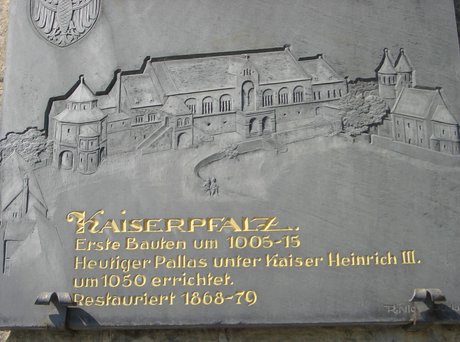 KAISERPFALZ.
Erste Bauten um 1005-15
Heutiger Pallas unter Kaiser Heinrich III.
um 1050 errichtet.
Restauriert 1868-79